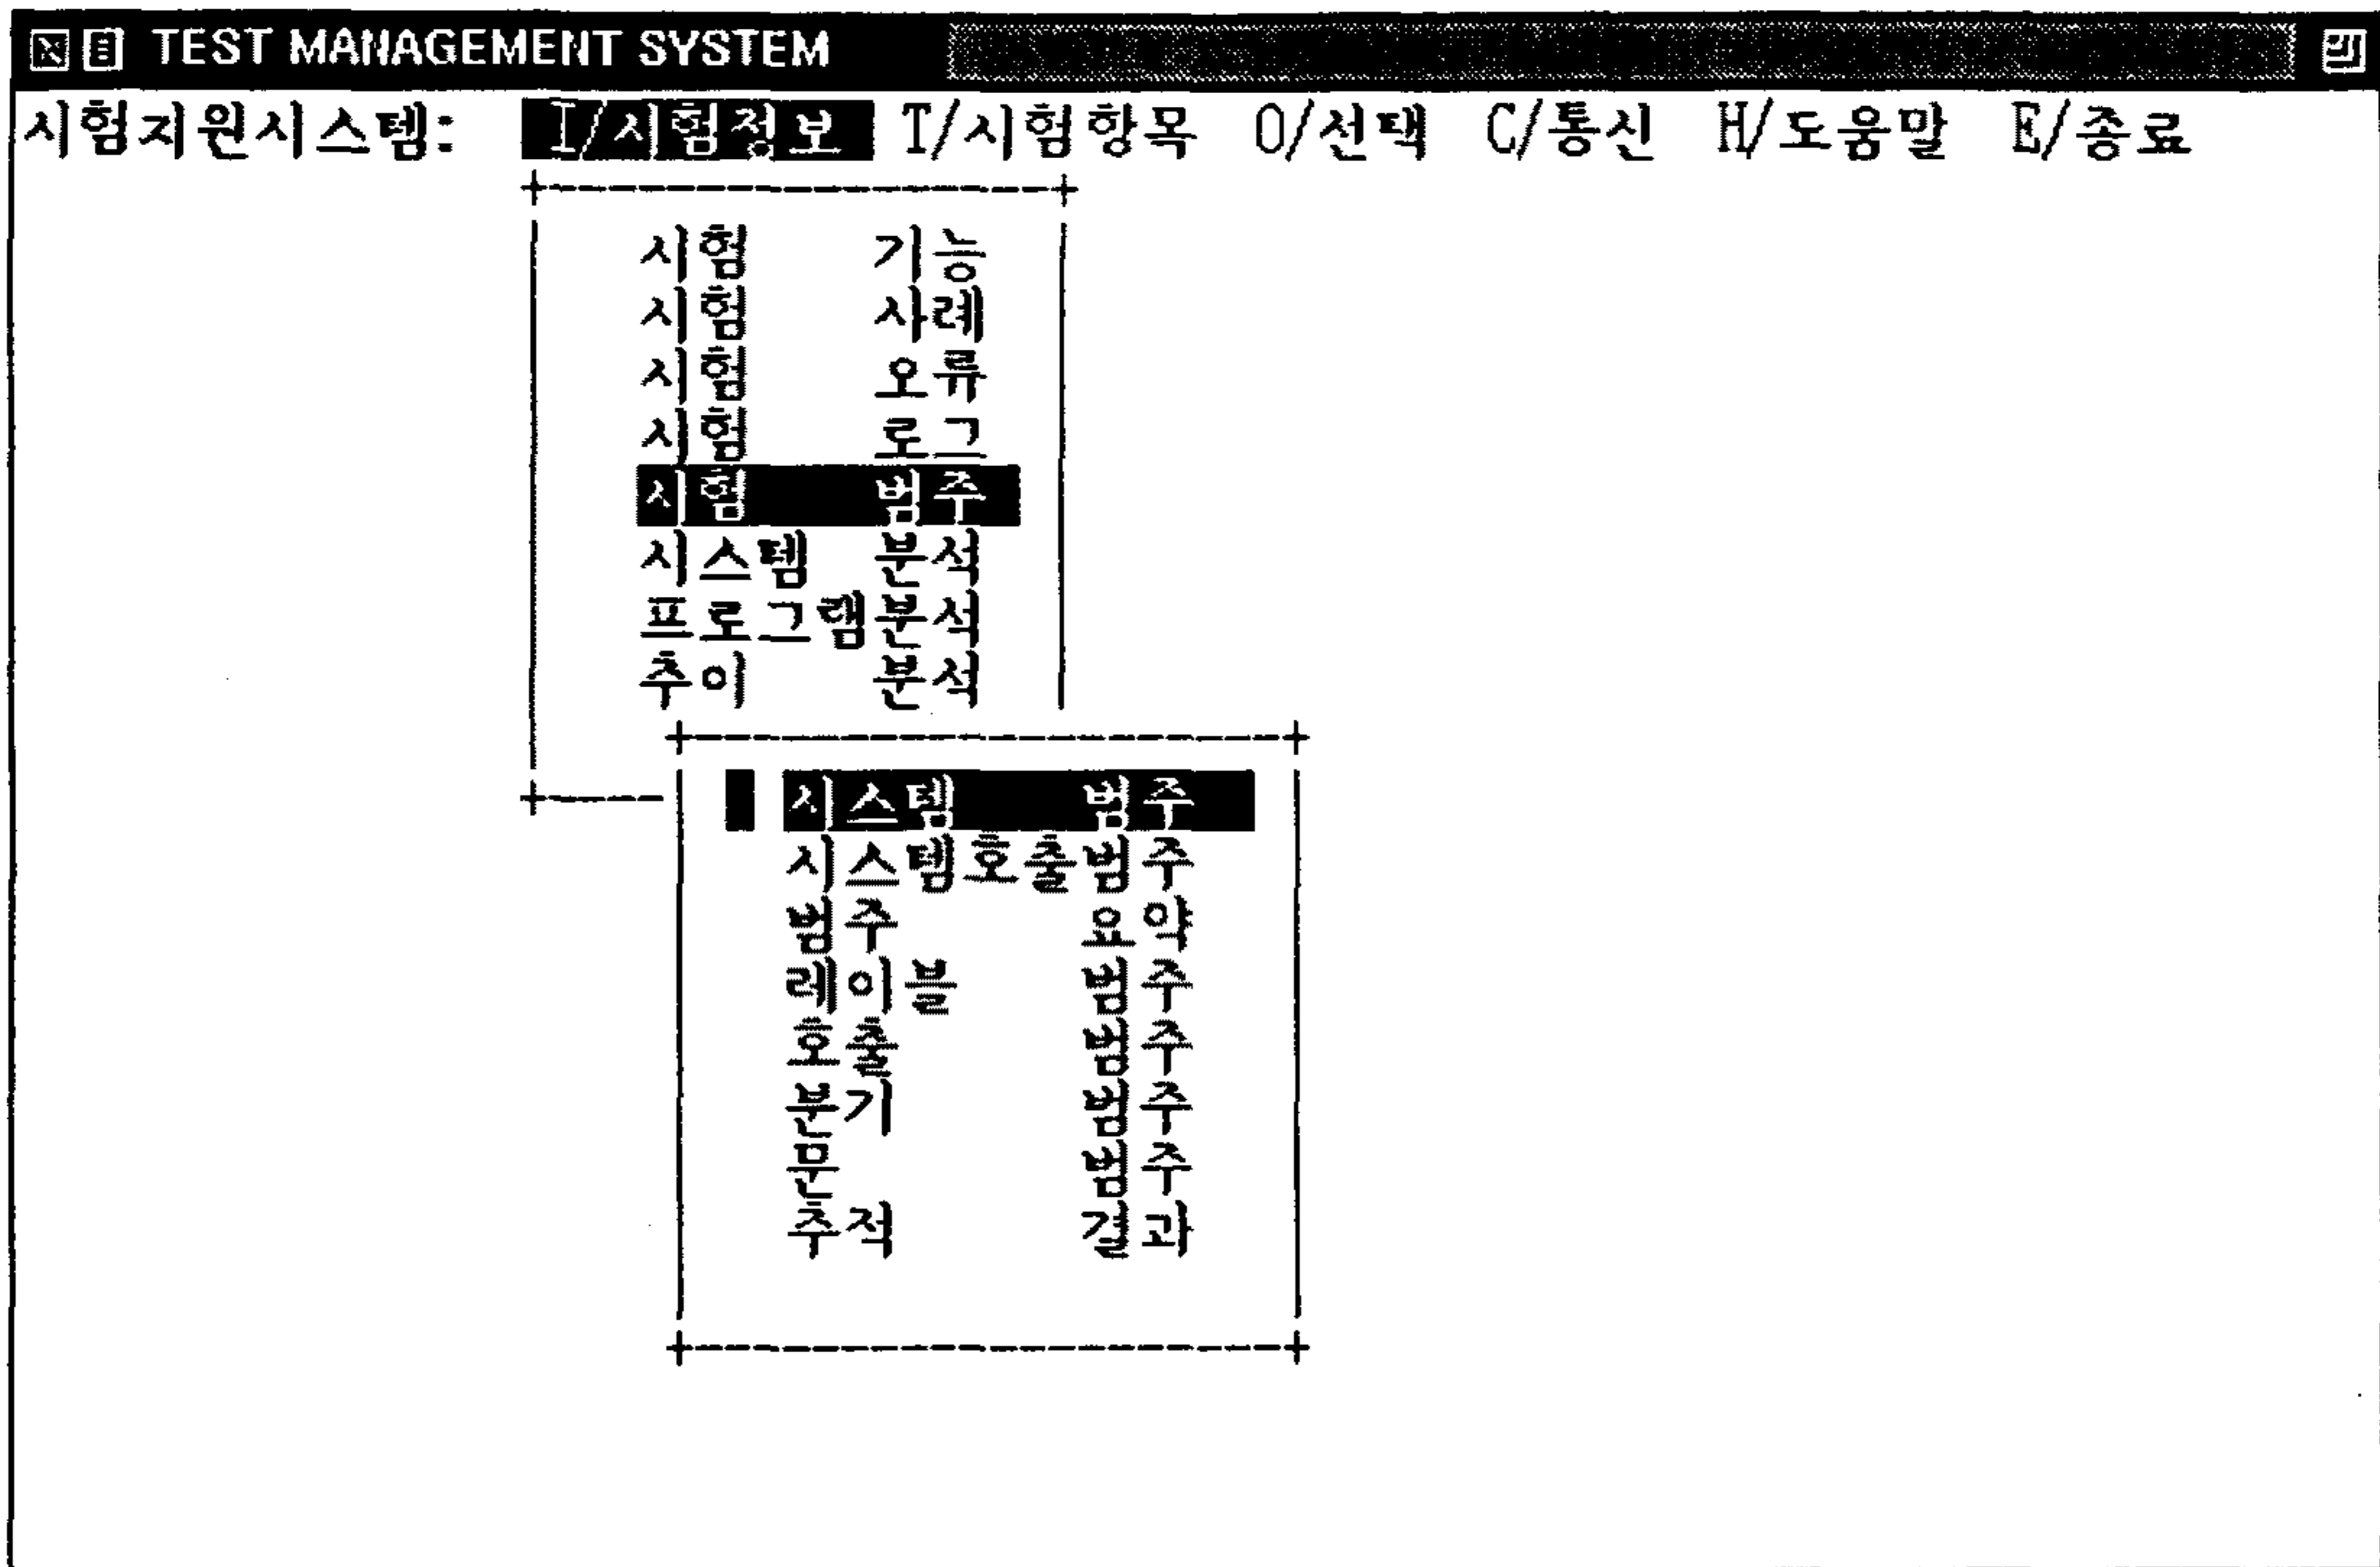 TEST MANAGEMENT SYSTEM
시험지원시스템: I/시험정보 T/시험항목 O/선택 C/통신 H/도움말 E/종료
시험 기능
시험 사례
시험 오류
시험 로그
시험 범주
시스템 분석
프로그램분석
추이 분석
시스템 범주
시스템호출범주
범주 요약
레이블 범주
호출 범주
분기 범주
문 범주
추적 결과